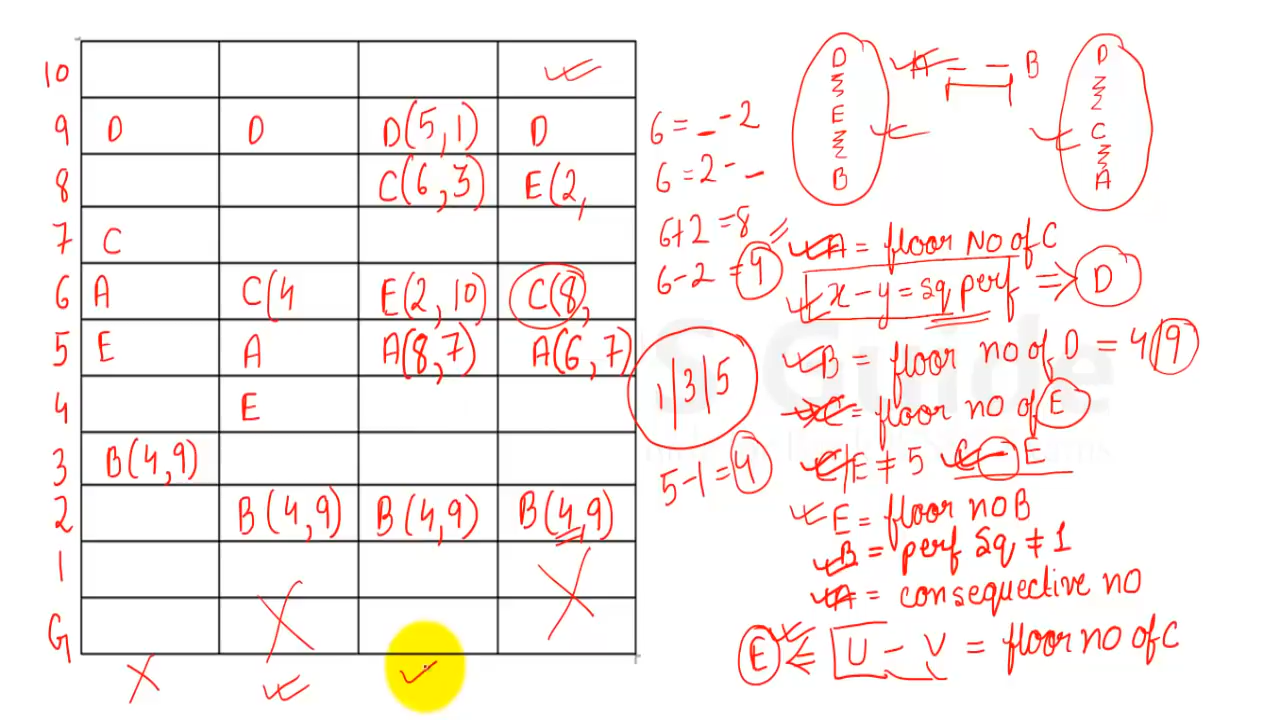 10
9 D D D(5,1) D
8 C(6,3) E(2,
7 C
6 A C(4 E(2,10) C(8,
5 E A A(8,7) A(6,7)
4 E
3 B(4,9)
2 B(4,9) B(4,9) B(4,9)
1
G
6 = _ - 2
6 = 2 - _
6+2 = 8
6-2 = 4
1|3|5
5-1 = 4
D
E
B
A _ _ B
D
C
A
A = floor No of C
x - y = sq perf => D
B = floor no of D = 4|9
C = floor no of E
C/E ≠ 5 C - E
E = floor no B
B = perf Sq ≠ 1
A = consequective no
E U - V = floor no of C